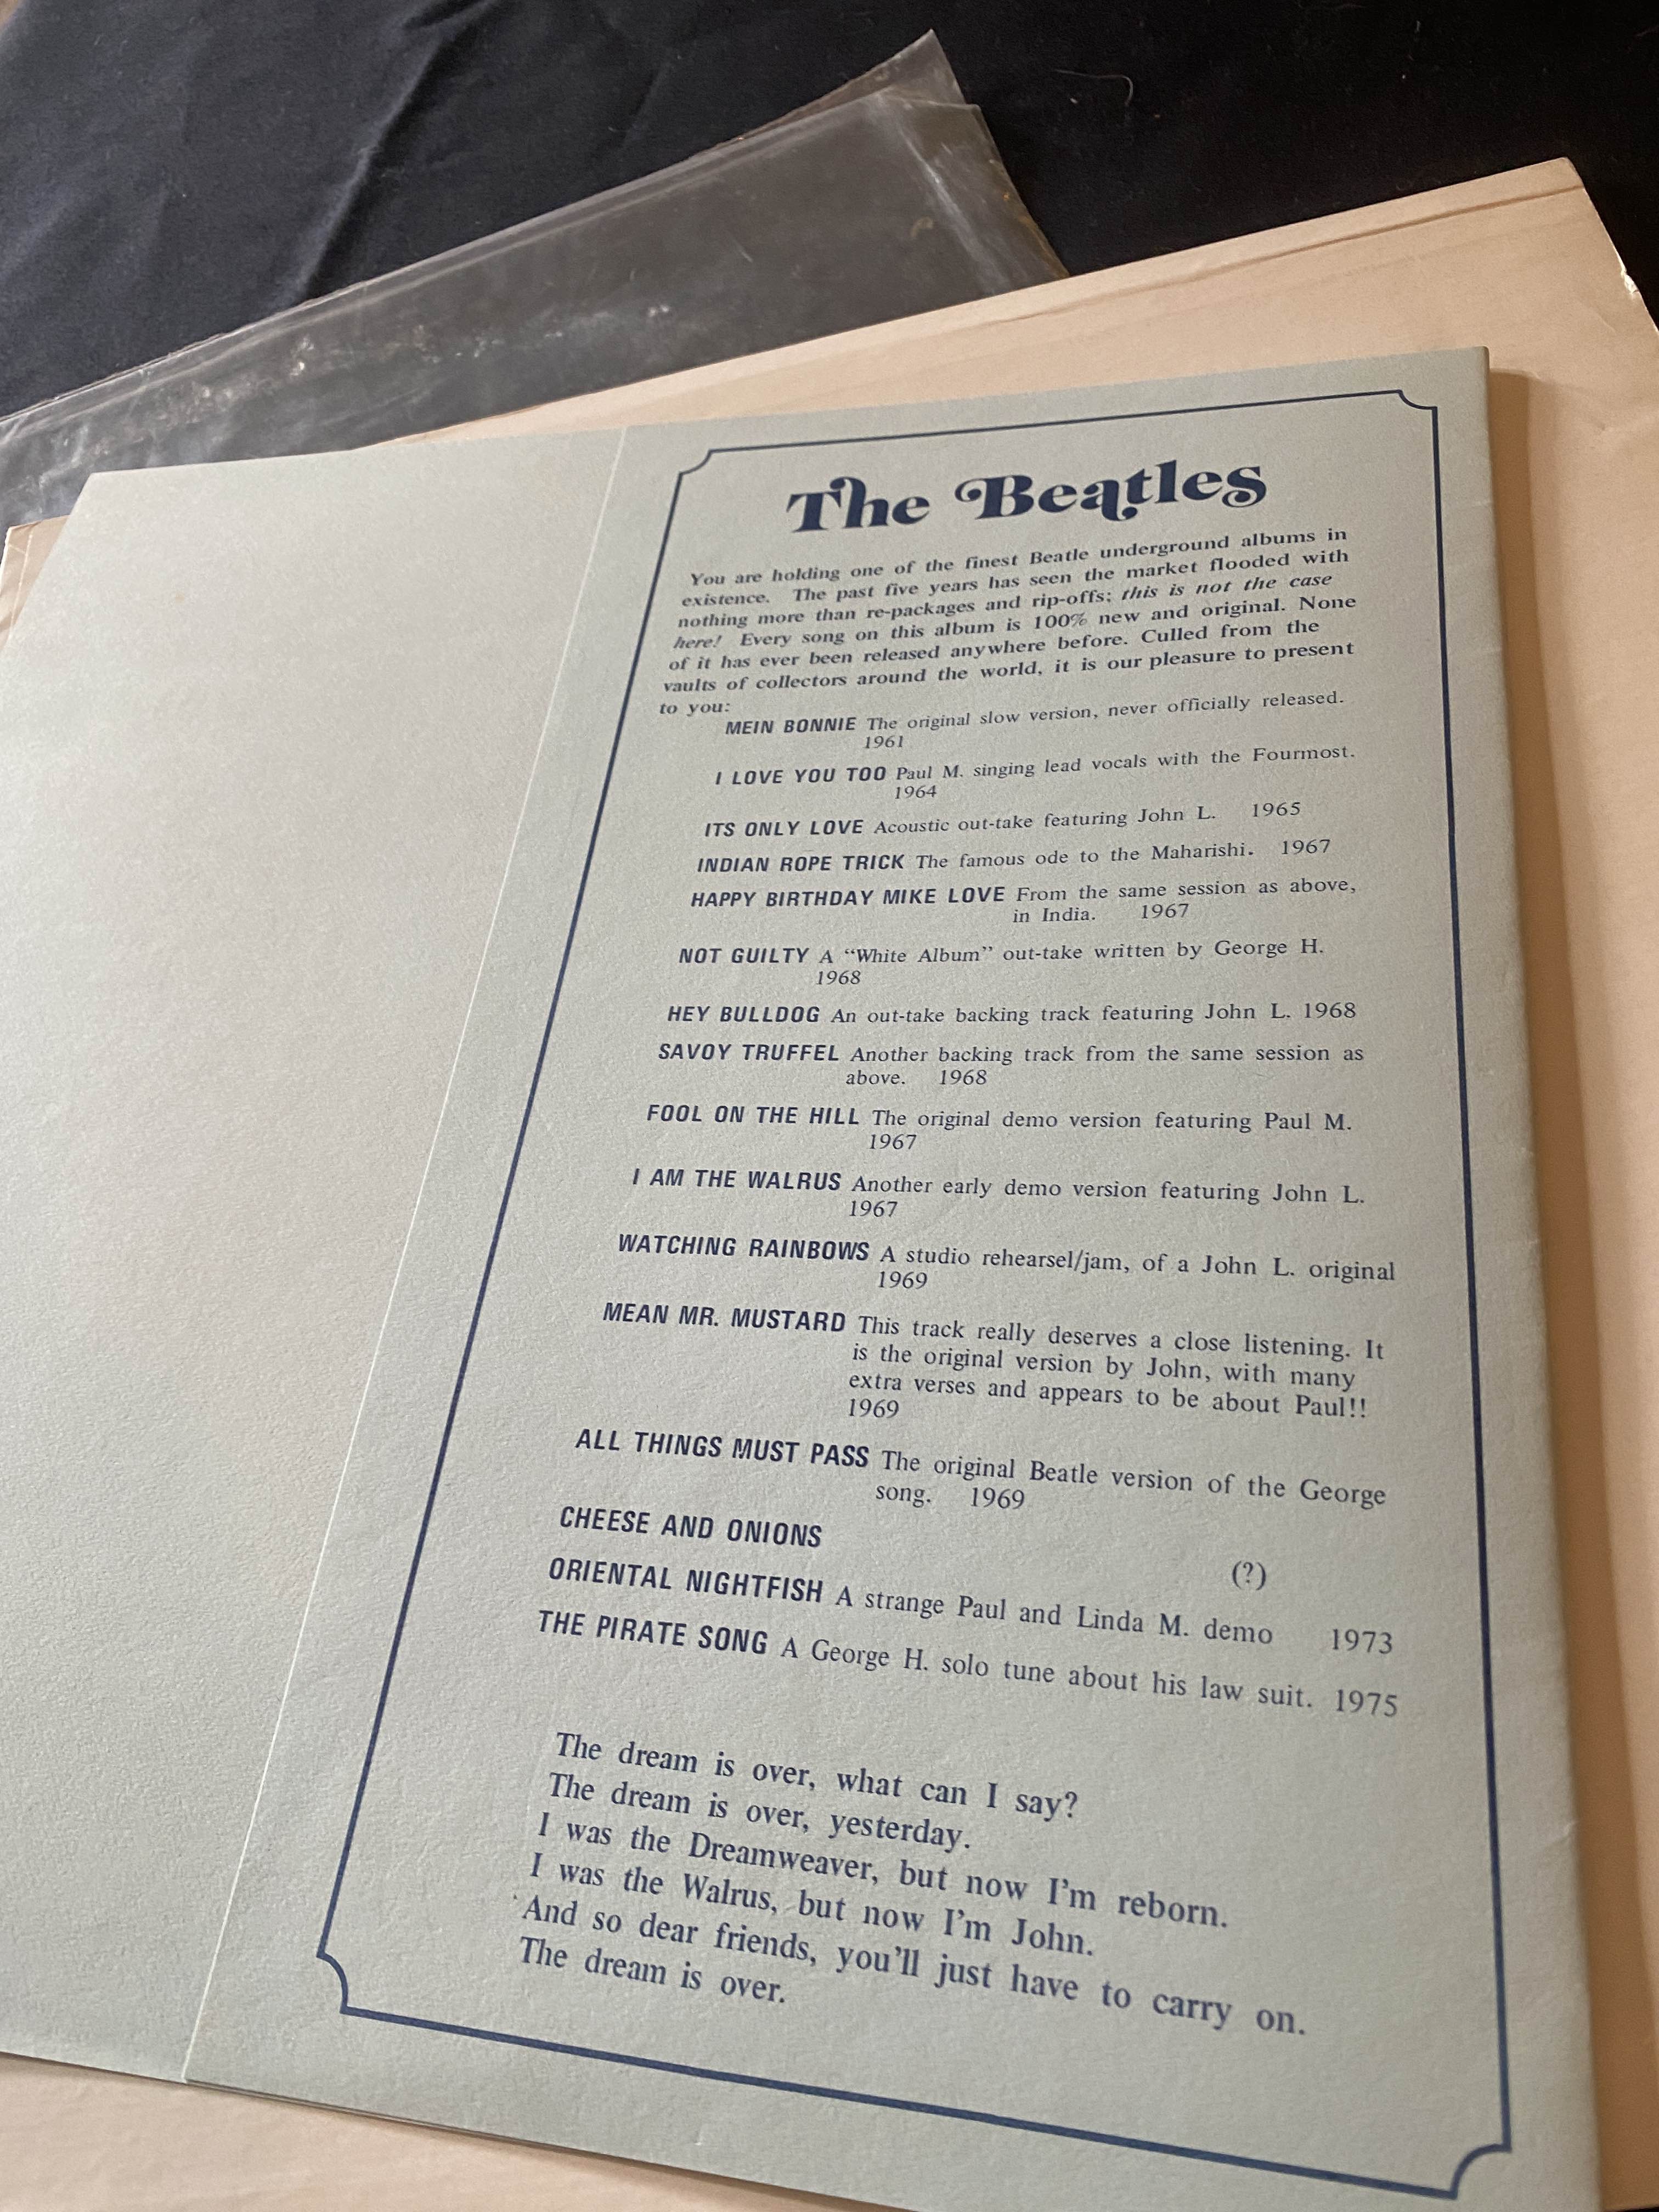 The Beatles
You are holding one of the finest Beatle underground albums in
existence. The past five years has seen the market flooded with
nothing more than re-packages and rip-offs; this is not the case
here! Every song on this album is 100% new and original. None
of it has ever been released anywhere before. Culled from the
vaults of collectors around the world, it is our pleasure to present
to you:
MEIN BONNIE The original slow version, never officially released.
1961
I LOVE YOU TOO Paul M. singing lead vocals with the Fourmost.
1964
ITS ONLY LOVE Acoustic out-take featuring John L. 1965
INDIAN ROPE TRICK The famous ode to the Maharishi. 1967
HAPPY BIRTHDAY MIKE LOVE From the same session as above,
in India. 1967
NOT GUILTY A “White Album” out-take written by George H.
1968
HEY BULLDOG An out-take backing track featuring John L. 1968
SAVOY TRUFFEL Another backing track from the same session as
above. 1968
FOOL ON THE HILL The original demo version featuring Paul M.
1967
I AM THE WALRUS Another early demo version featuring John L.
1967
WATCHING RAINBOWS A studio rehearsel/jam, of a John L. original
1969
MEAN MR. MUSTARD This track really deserves a close listening. It
is the original version by John, with many
extra verses and appears to be about Paul!!
1969
ALL THINGS MUST PASS The original Beatle version of the George
song. 1969
CHEESE AND ONIONS (?)
ORIENTAL NIGHTFISH A strange Paul and Linda M. demo 1973
THE PIRATE SONG A George H. solo tune about his law suit. 1975
The dream is over, what can I say?
The dream is over, yesterday.
I was the Dreamweaver, but now I’m reborn.
I was the Walrus, but now I’m John.
And so dear friends, you’ll just have to carry on.
The dream is over.